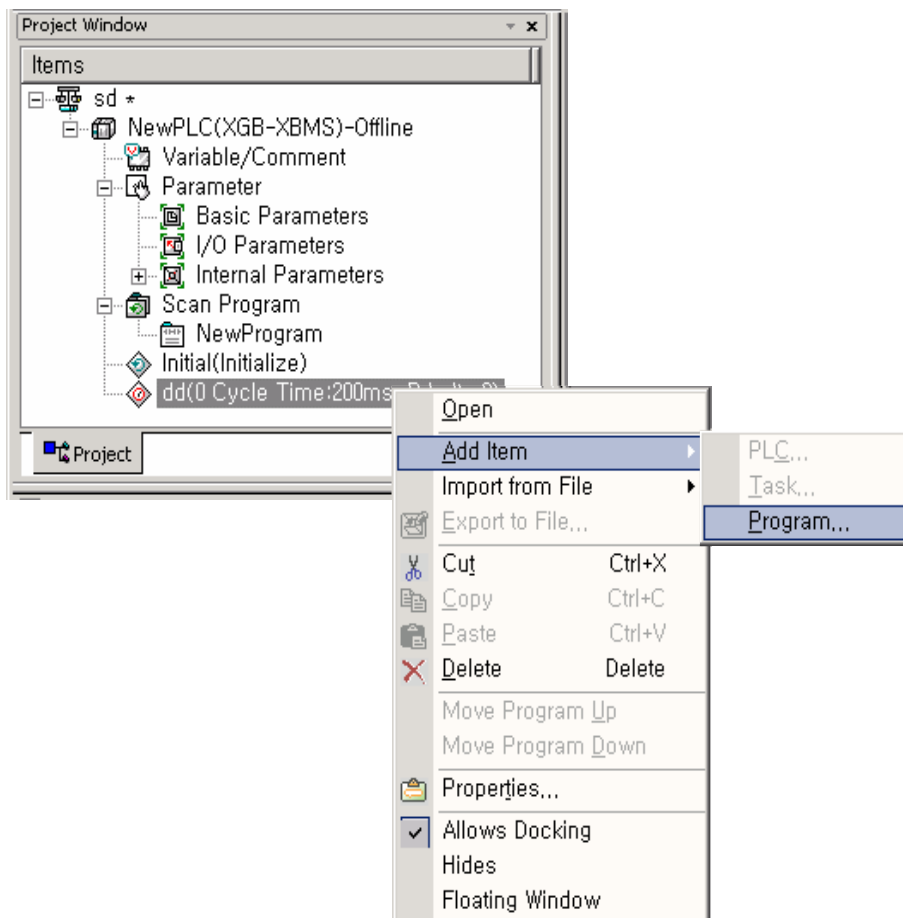 Project Window
Items
sd *
NewPLC(XGB-XBMS)-Offline
Variable/Comment
Parameter
Basic Parameters
I/O Parameters
Internal Parameters
Scan Program
NewProgram
Initial(Initialize)
dd(0 Cycle Time:200ms
Project
Open
Add Item
Import from File
Export to File...
Cut Ctrl+X
Copy Ctrl+C
Paste Ctrl+V
Delete Delete
Move Program Up
Move Program Down
Properties...
Allows Docking
Hides
Floating Window
PLC...
Task...
Program...